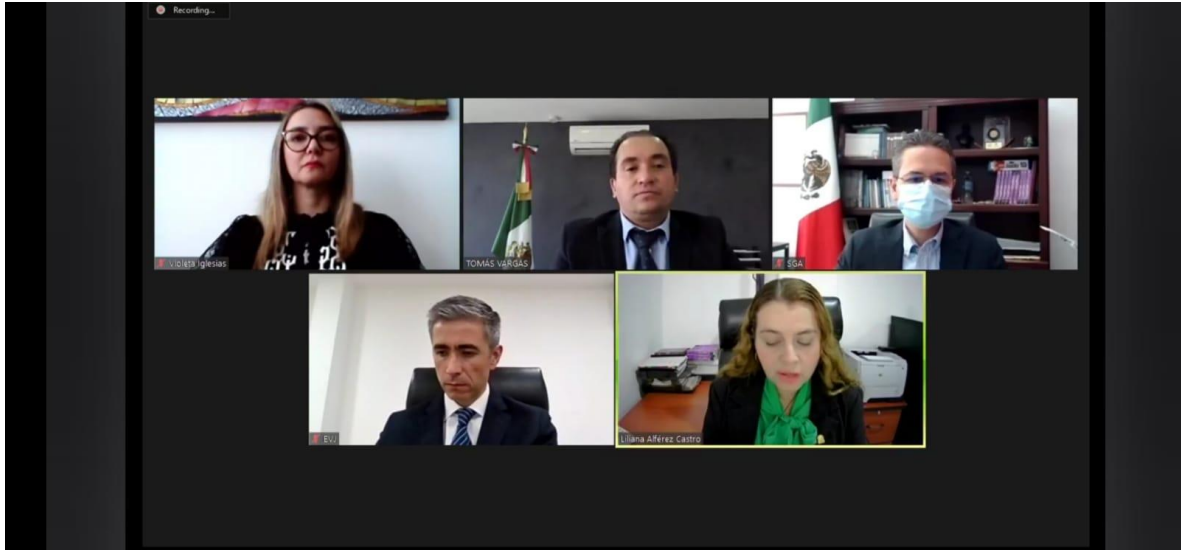 Recording...
Violeta Iglesias
TOMÁS VARGAS
SGA
EVJ
Liliana Alférez Castro